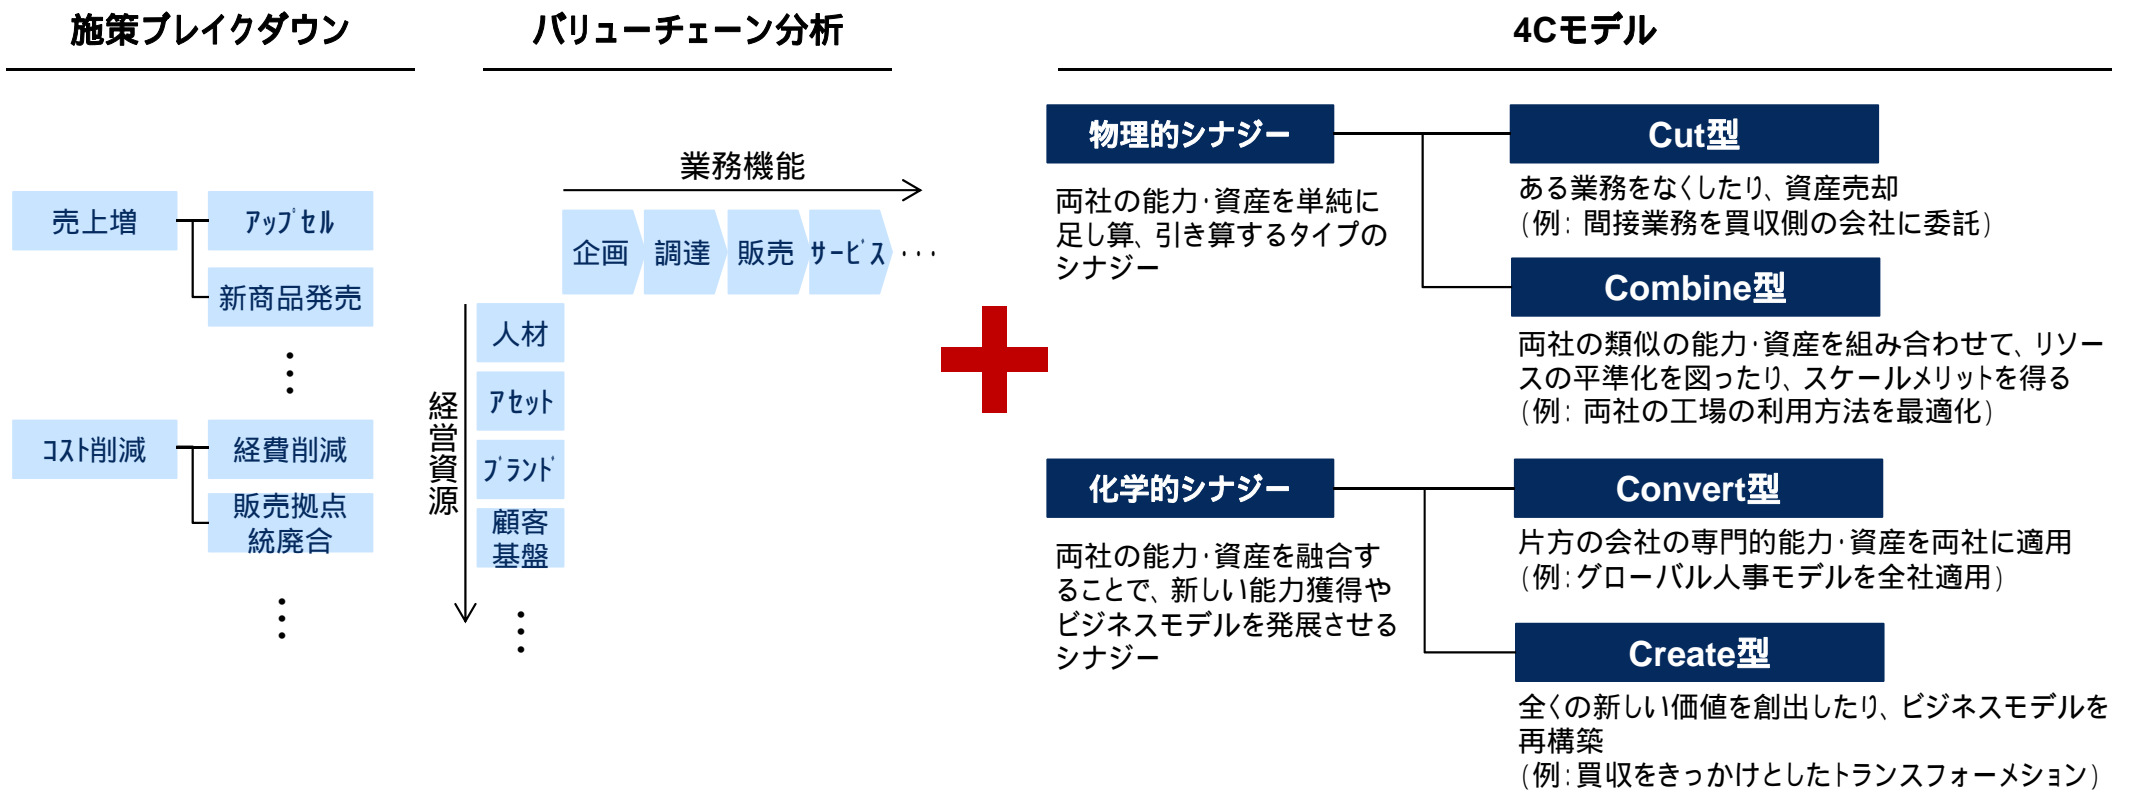 施策ブレイクダウン
売上増
アップセル
新商品発売
コスト削減
経費削減
販売拠点
統廃合
バリューチェーン分析
業務機能
企画
調達
販売
サービス
･･･
経営資源
人材
アセット
ブランド
顧客
基盤
4Cモデル
物理的シナジー
両社の能力･資産を単純に
足し算、引き算するタイプの
シナジー
Cut型
ある業務をなくしたり、資産売却
（例： 間接業務を買収側の会社に委託）
Combine型
両社の類似の能力･資産を組み合わせて、リソー
スの平準化を図ったり、スケールメリットを得る
（例： 両社の工場の利用方法を最適化）
化学的シナジー
両社の能力･資産を融合す
ることで、新しい能力獲得や
ビジネスモデルを発展させる
シナジー
Convert型
片方の会社の専門的能力･資産を両社に適用
（例：グローバル人事モデルを全社適用）
Create型
全くの新しい価値を創出したり、ビジネスモデルを
再構築
（例：買収をきっかけとしたトランスフォーメション）